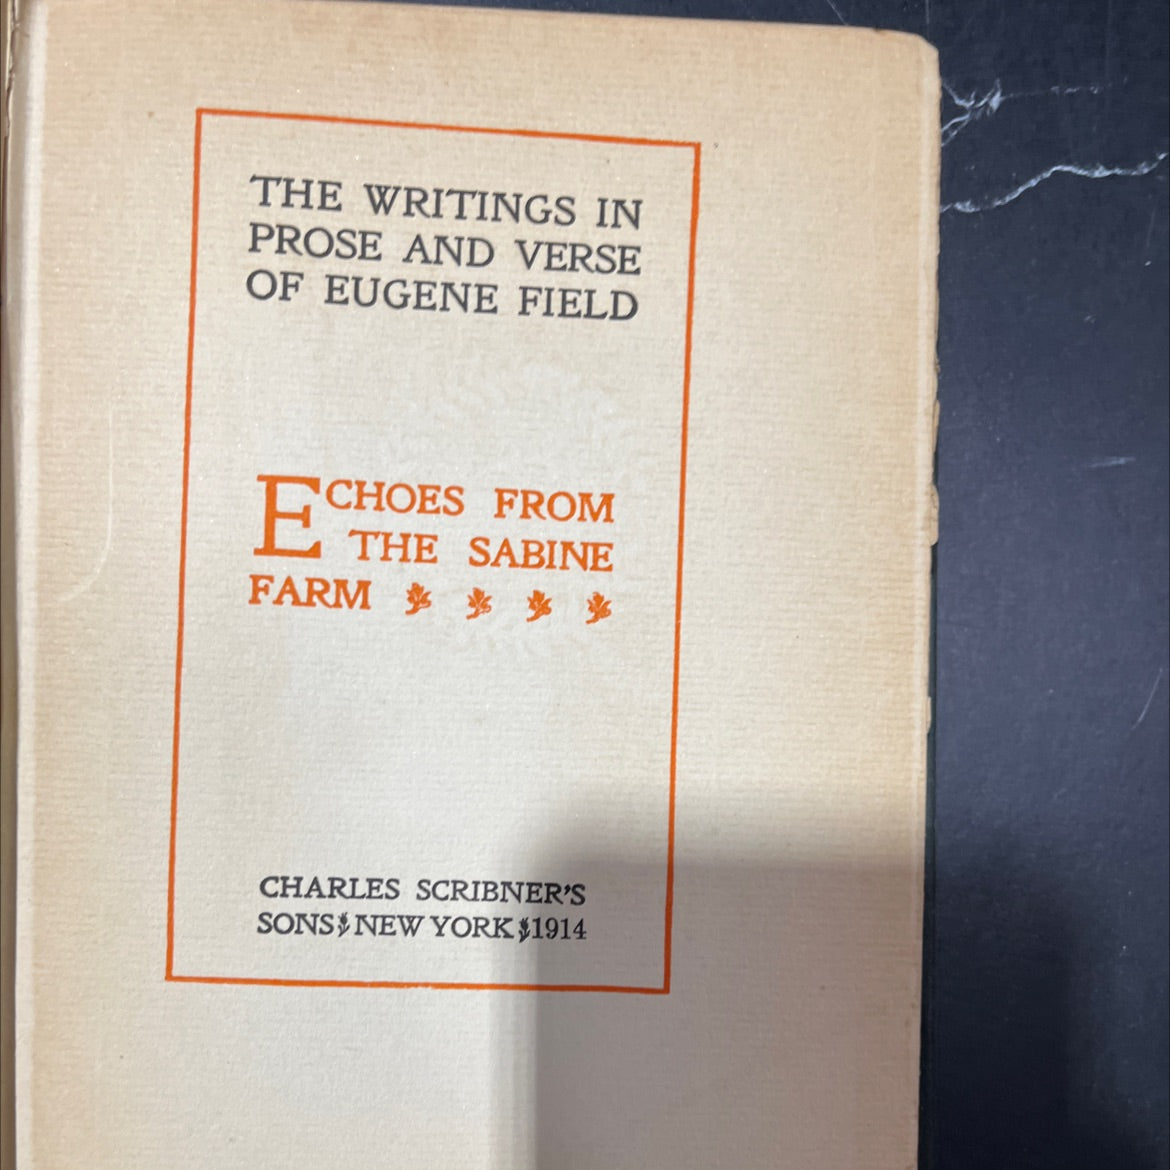 THE WRITINGS IN
PROSE AND VERSE
OF EUGENE FIELD
ECHOES FROM
THE SABINE
FARM
CHARLES SCRIBNER'S
SONS NEW YORK 1914